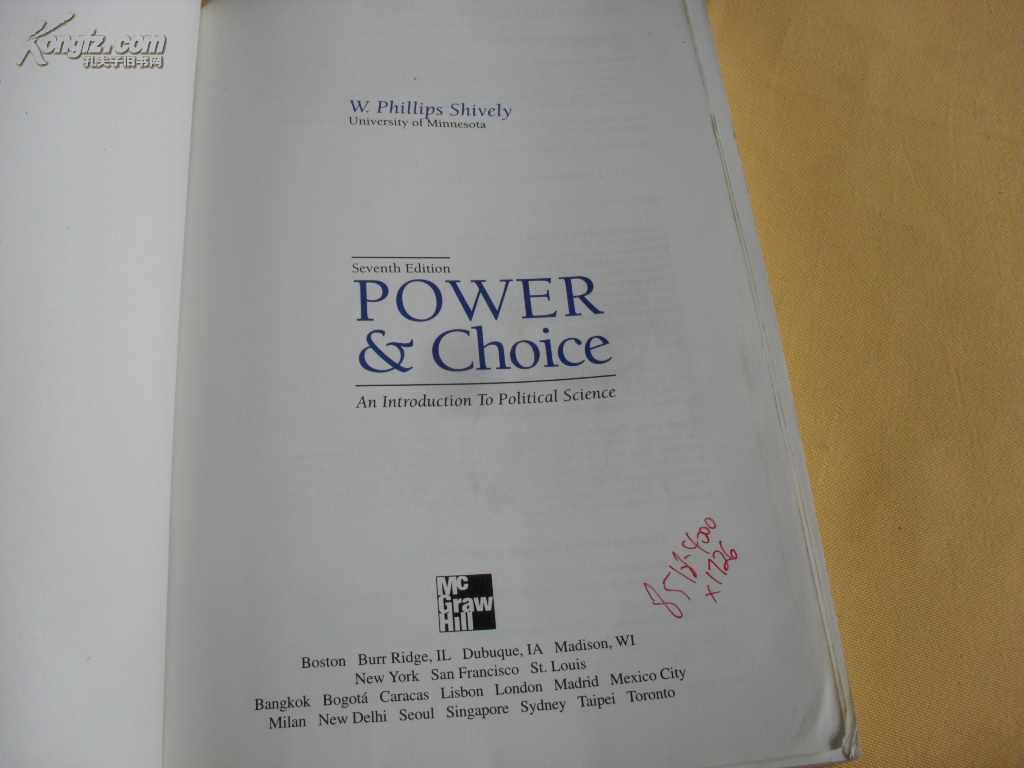 Kongfz.com
孔夫子旧书网
W. Phillips Shively
University of Minnesota
Seventh Edition
POWER
& Choice
An Introduction To Political Science
x1726
Mc
Graw
Hill
Boston Burr Ridge, IL Dubuque, IA Madison, WI
New York San Francisco St. Louis
Bangkok Bogotá Caracas Lisbon London Madrid Mexico City
Milan New Delhi Seoul Singapore Sydney Taipei Toronto